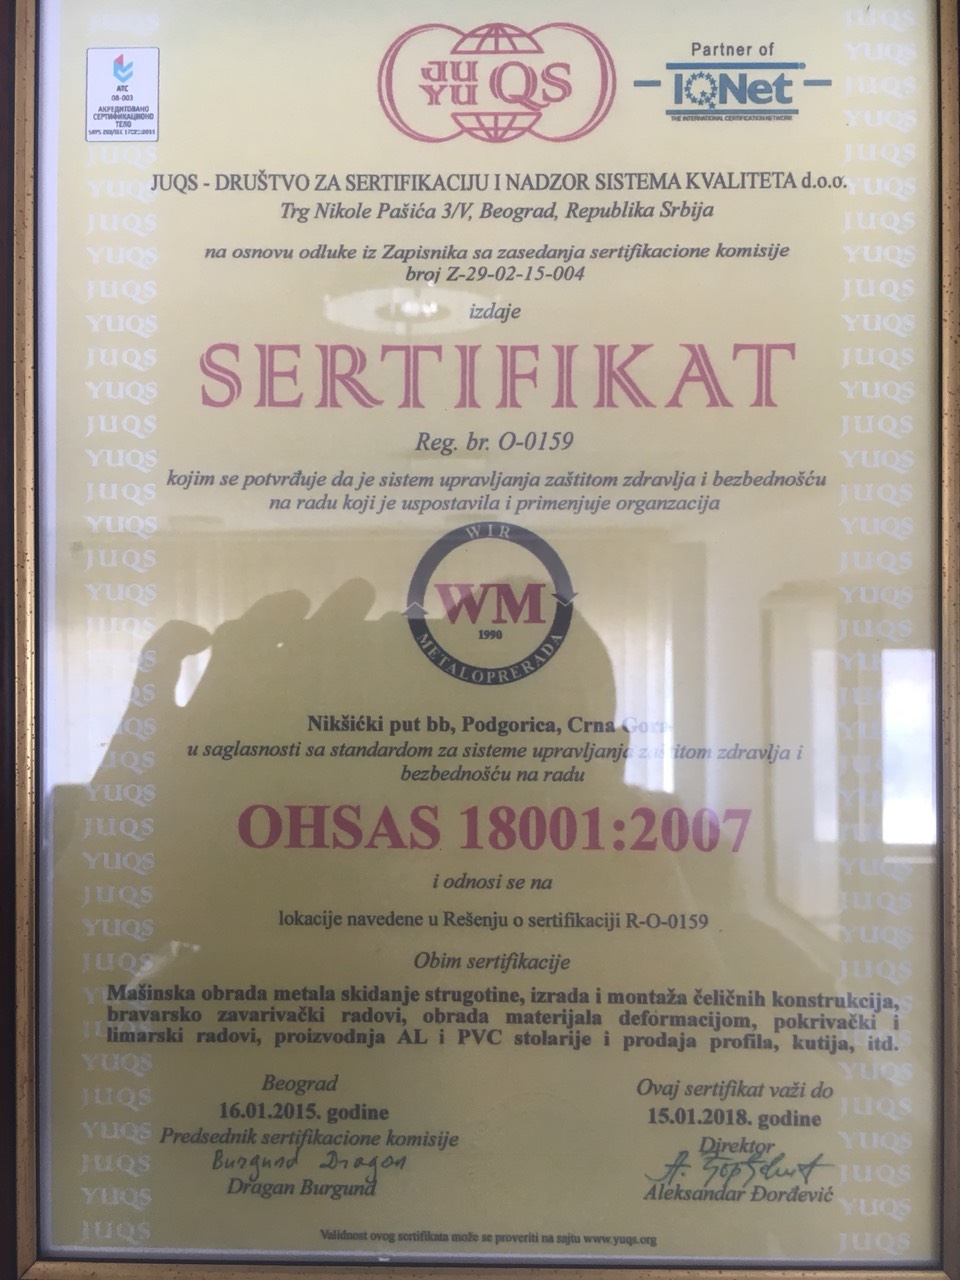 ATC
08-003
АКРЕДИТОВАНО
СЕРТИФИКАЦИОНО
ТЕЛО
JU QS
YU
Partner of
IQNet
THE INTERNATIONAL CERTIFICATION NETWORK
JUQS - DRUŠTVO ZA SERTIFIKACIJU I NADZOR SISTEMA KVALITETA d.o.o.
Trg Nikole Pašića 3/V, Beograd, Republika Srbija
na osnovu odluke iz Zapisnika sa zasedanja sertifikacione komisije
broj Z-29-02-15-004
izdaje
SERTIFIKAT
Reg. br. O-0159
kojim se potvrđuje da je sistem upravljanja zaštitom zdravlja i bezbednošću
na radu koji je uspostavila i primenjuje organzacija
WIR
WM
1990
METALOPRERADA
Nikšićki put bb, Podgorica, Crna Gora
u saglasnosti sa standardom za sisteme upravljanja zaštitom zdravlja i
bezbednošću na radu
OHSAS 18001:2007
i odnosi se na
lokacije navedene u Rešenju o sertifikaciji R-O-0159
Obim sertifikacije
Mašinska obrada metala skidanje strugotine, izrada i montaža čeličnih konstrukcija,
bravarsko zavarivački radovi, obrada materijala deformacijom, pokrivački i
limarski radovi, proizvodnja AL i PVC stolarije i prodaja profila, kutija, itd.
Beograd
16.01.2015. godine
Predsednik sertifikacione komisije
Burgund Dragan
Dragan Burgund
Ovaj sertifikat važi do
15.01.2018. godine
Direktor
Aleksandar Đorđević
Validnost ovog sertifikata može se proveriti na sajtu www.yuqs.org